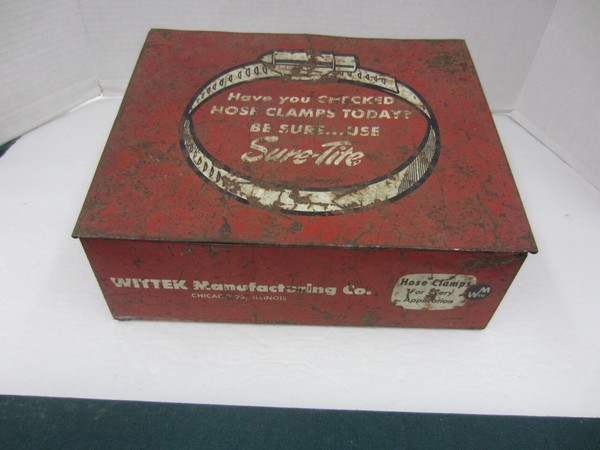 Have you CHECKED
HOSE CLAMPS TODAY?
BE SURE...USE
Sure-Tite
WITTEK Manufacturing Co.
CHICAGO 23, ILLINOIS
Hose Clamps
For Every
Application